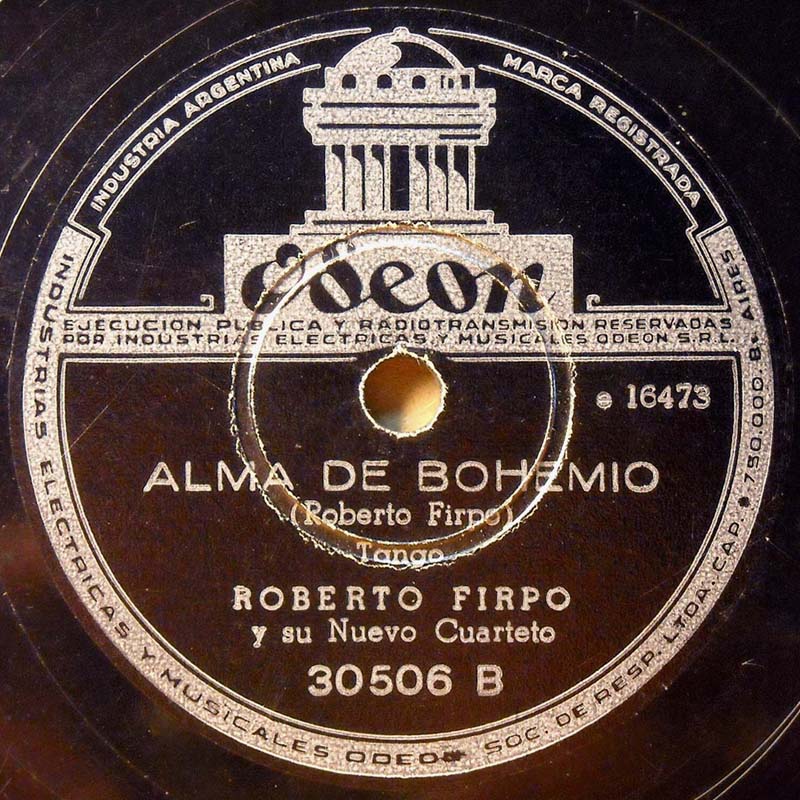 INDUSTRIA ARGENTINA
MARCA REGISTRADA
Odeon
EJECUCION PUBLICA Y RADIOTRANSMISION RESERVADAS
POR INDUSTRIAS ELECTRICAS Y MUSICALES ODEON S.R.L.
e 16473
ALMA DE BOHEMIO
(Roberto Firpo)
Tango
ROBERTO FIRPO
y su Nuevo Cuarteto
30506 B
INDUSTRIAS ELECTRICAS Y MUSICALES ODEON SOC. DE RESP. LTDA. CAP. $ 750.000. B. AIRES